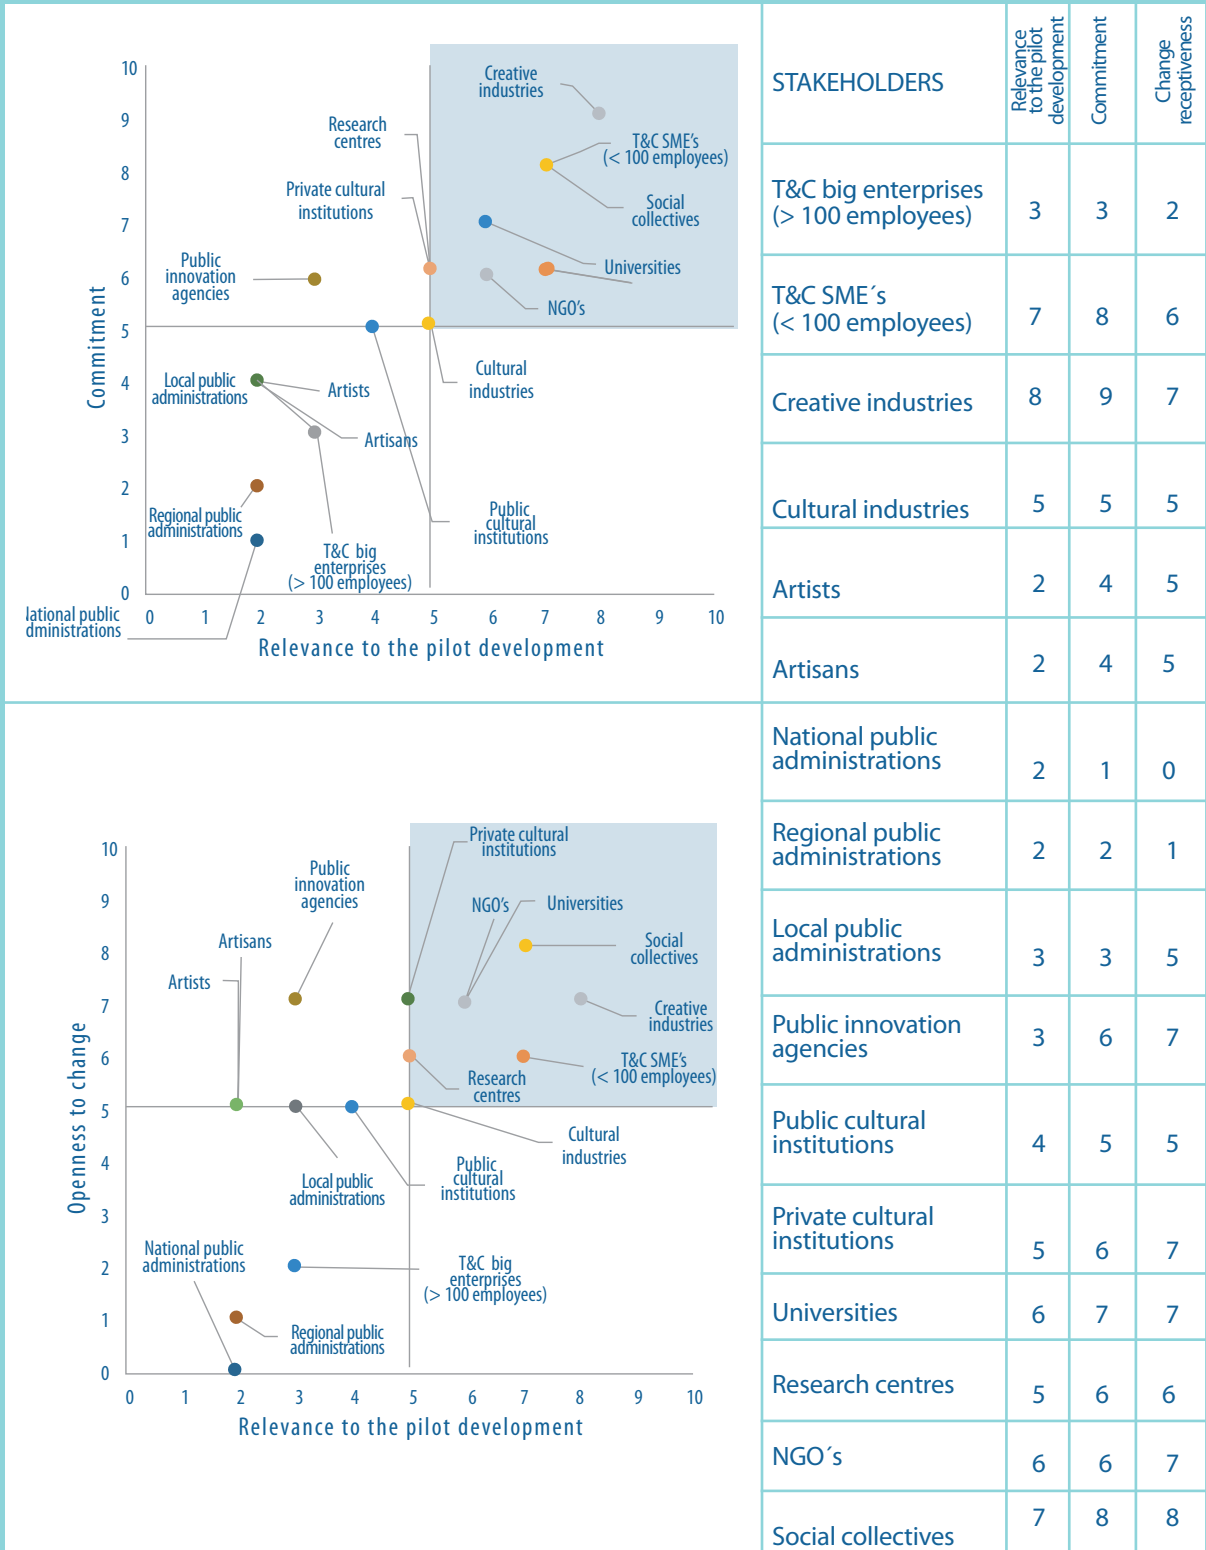 10
9
8
7
6
5
4
3
2
1
0
Commitment
Creative
industries
Research
centres
T&C SME's
(< 100 employees)
Private cultural
institutions
Social
collectives
Public
innovation
agencies
Universities
NGO's
Cultural
industries
Local public
administrations
Artists
Artisans
Regional public
administrations
Public
cultural
institutions
T&C big
enterprises
(> 100 employees)
National public
dministrations
0 1 2 3 4 5 6 7 8 9 10
Relevance to the pilot development
10
9
8
7
6
5
4
3
2
1
0
Openness to change
Private cultural
institutions
Public
innovation
agencies
NGO's
Universities
Artisans
Social
collectives
Artists
Creative
industries
T&C SME's
(< 100 employees)
Research
centres
Cultural
industries
Local public
administrations
Public
cultural
institutions
National public
administrations
T&C big
enterprises
(> 100 employees)
Regional public
administrations
0 1 2 3 4 5 6 7 8 9 10
Relevance to the pilot development
STAKEHOLDERS
Relevance
to the pilot
development
Commitment
Change
receptiveness
T&C big enterprises
(> 100 employees) 3 3 2
T&C SME´s
(< 100 employees) 7 8 6
Creative industries 8 9 7
Cultural industries 5 5 5
Artists 2 4 5
Artisans 2 4 5
National public
administrations 2 1 0
Regional public
administrations 2 2 1
Local public
administrations 3 3 5
Public innovation
agencies 3 6 7
Public cultural
institutions 4 5 5
Private cultural
institutions 5 6 7
Universities 6 7 7
Research centres 5 6 6
NGO´s 6 6 7
Social collectives 7 8 8